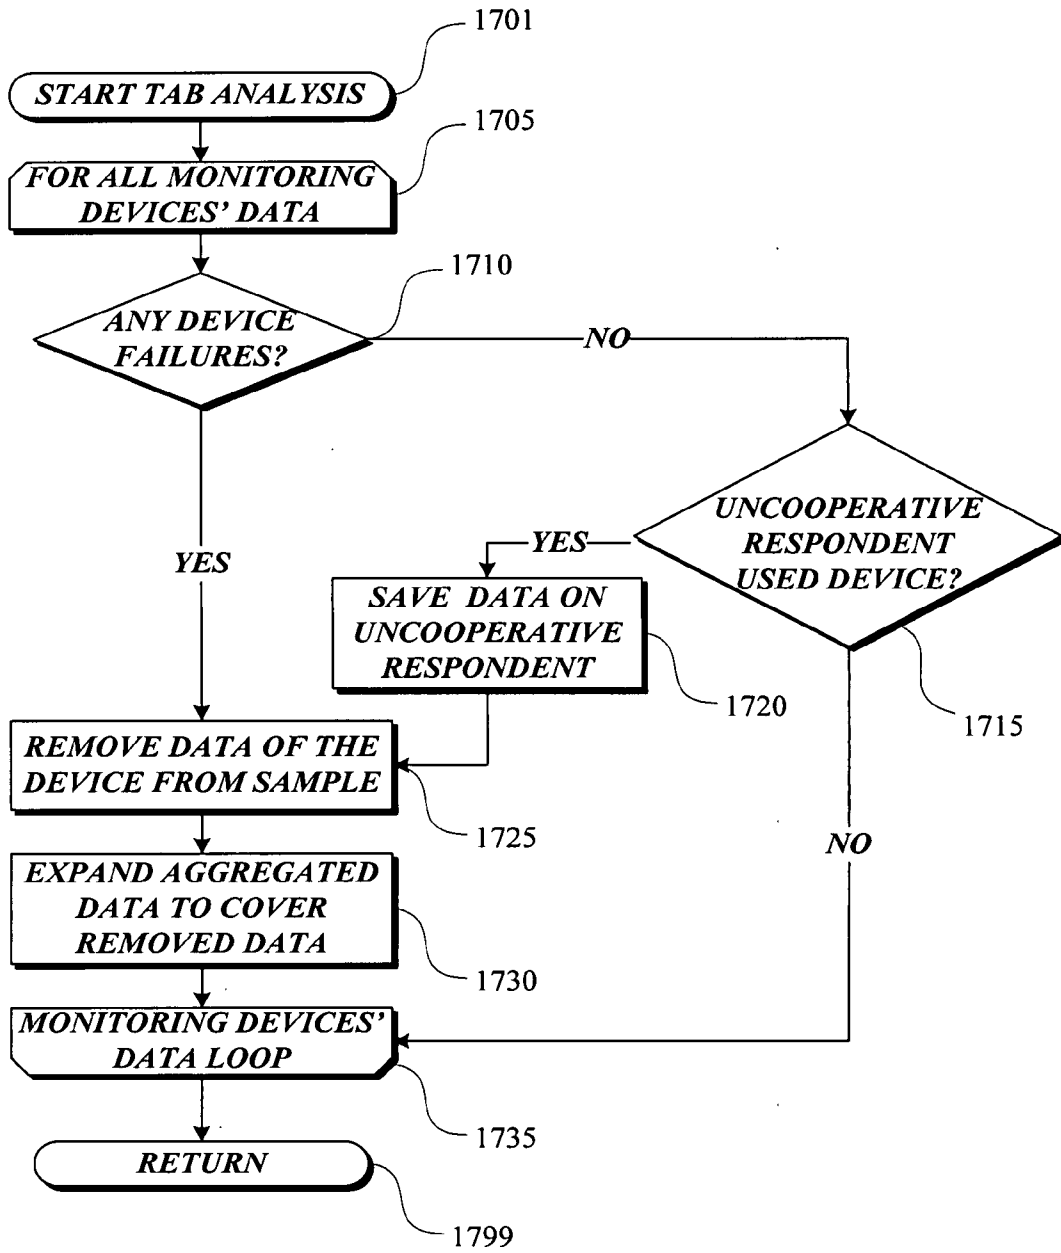 1701
START TAB ANALYSIS
1705
FOR ALL MONITORING
DEVICES’ DATA
1710
ANY DEVICE
FAILURES?
NO
UNCOOPERATIVE
RESPONDENT
USED DEVICE?
YES
YES
SAVE DATA ON
UNCOOPERATIVE
RESPONDENT
1720
1715
REMOVE DATA OF THE
DEVICE FROM SAMPLE
1725
NO
EXPAND AGGREGATED
DATA TO COVER
REMOVED DATA
1730
MONITORING DEVICES’
DATA LOOP
1735
RETURN
1799